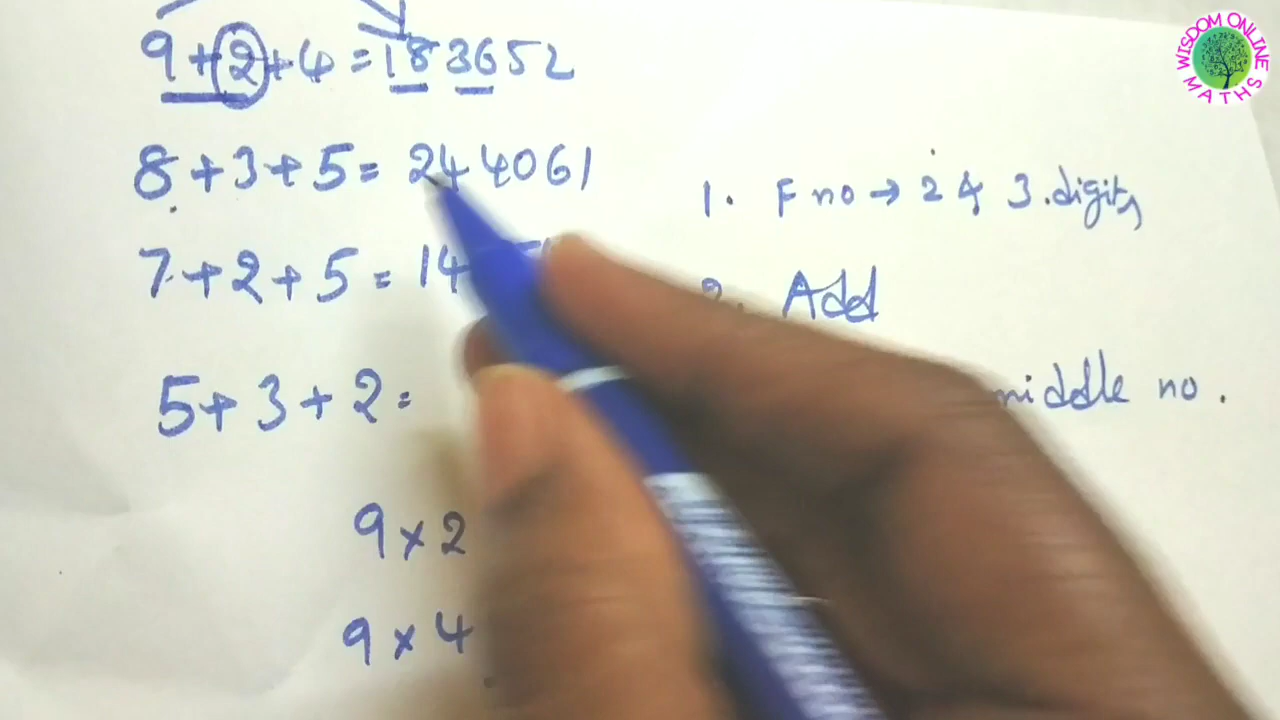 9+2+4=183652
8+3+5=244061
7+2+5=14
5+3+2=
9×2
9×4
1. F no → 2 & 3.digits
Add
middle no.
WISDOM ONLINE
MATHS